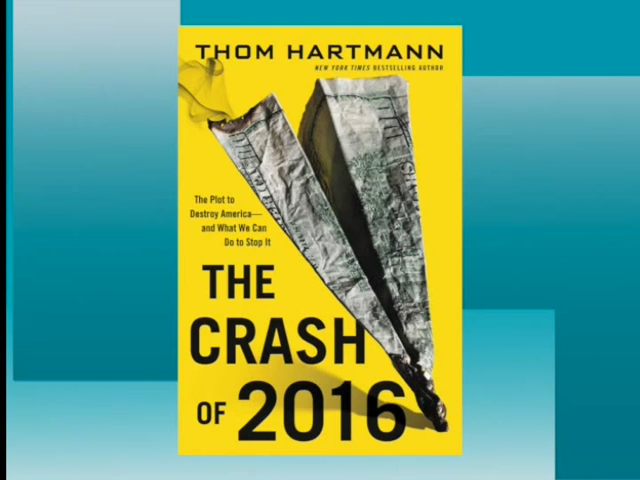 THOM HARTMANN
NEW YORK TIMES BESTSELLING AUTHOR
The Plot to
Destroy America—
and What We Can
Do to Stop It
THE
CRASH
OF 2016